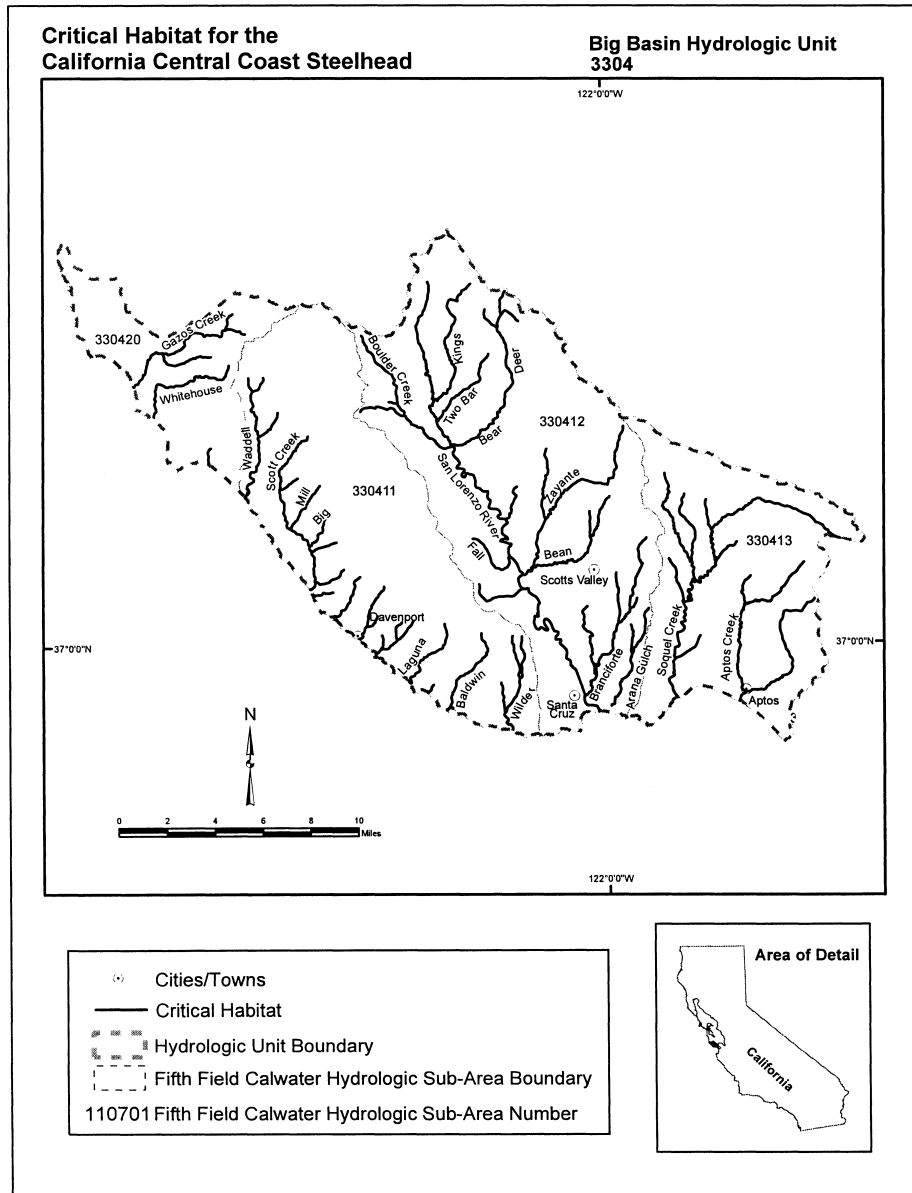 Critical Habitat for the
California Central Coast Steelhead
Big Basin Hydrologic Unit
3304
122°0'0"W
330420
Gazos Creek
Whitehouse
Boulder Creek
Kings
Two Bar
Deer
Bear
330412
Waddell
Scott Creek
Mill
Big
330411
San Lorenzo River
Zayante
Fall
Bean
Scotts Valley
330413
Davenport
Laguna
Baldwin
Wilder
Santa
Cruz
Branciforte
Arana Gulch
Soquel Creek
Aptos Creek
Aptos
37°0'0"N
37°0'0"N
N
0 2 4 6 8 10
Miles
122°0'0"W
Cities/Towns
Critical Habitat
Hydrologic Unit Boundary
Fifth Field Calwater Hydrologic Sub-Area Boundary
110701 Fifth Field Calwater Hydrologic Sub-Area Number
Area of Detail
California